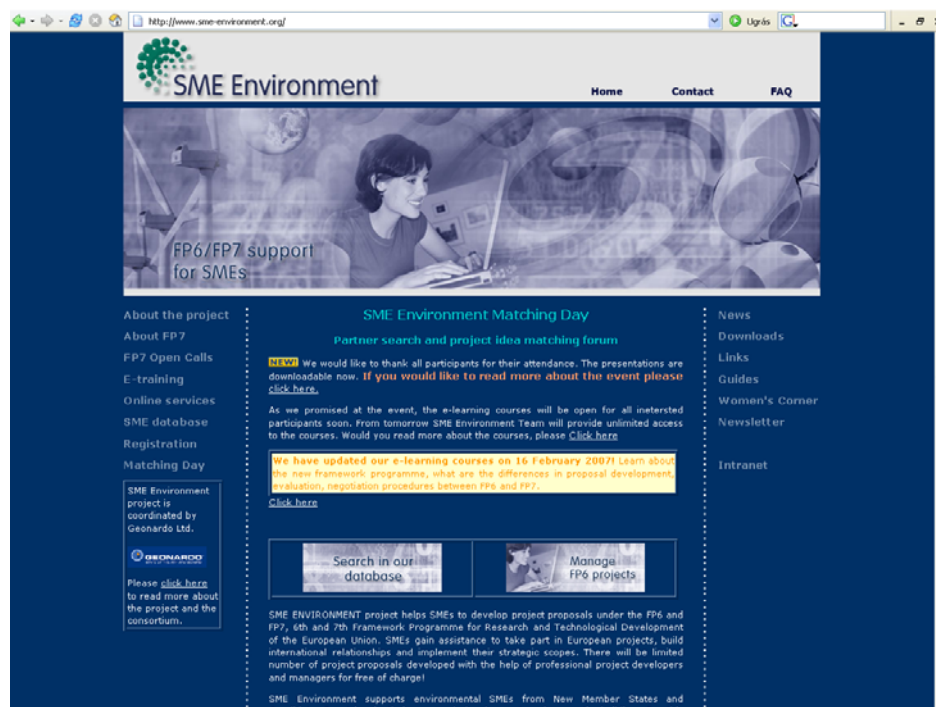 http://www.sme-environment.org/
Ugrás
SME Environment
Home
Contact
FAQ
FP6/FP7 support
for SMEs
About the project
About FP7
FP7 Open Calls
E-training
Online services
SME database
Registration
Matching Day
SME Environment
project is
coordinated by
Geonardo Ltd.
GEONARDO
Please click here
to read more about
the project and the
consortium.
SME Environment Matching Day
Partner search and project idea matching forum
NEW! We would like to thank all participants for their attendance. The presentations are
downloadable now. If you would like to read more about the event please
click here.
As we promised at the event, the e-learning courses will be open for all inetersted
participants soon. From tomorrow SME Environment Team will provide unlimited access
to the courses. Would you read more about the courses, please Click here
We have updated our e-learning courses on 16 February 2007! Learn about
the new framework programme, what are the differences in proposal development,
evaluation, negotiation procedures between FP6 and FP7.
Click here
Search in our
database
Manage
FP6 projects
SME ENVIRONMENT project helps SMEs to develop project proposals under the FP6 and
FP7, 6th and 7th Framework Programme for Research and Technological Development
of the European Union. SMEs gain assistance to take part in European projects, build
international relationships and implement their strategic scopes. There will be limited
number of project proposals developed with the help of professional project developers
and managers for free of charge!
SME Environment supports environmental SMEs from New Member States and
News
Downloads
Links
Guides
Women's Corner
Newsletter
Intranet